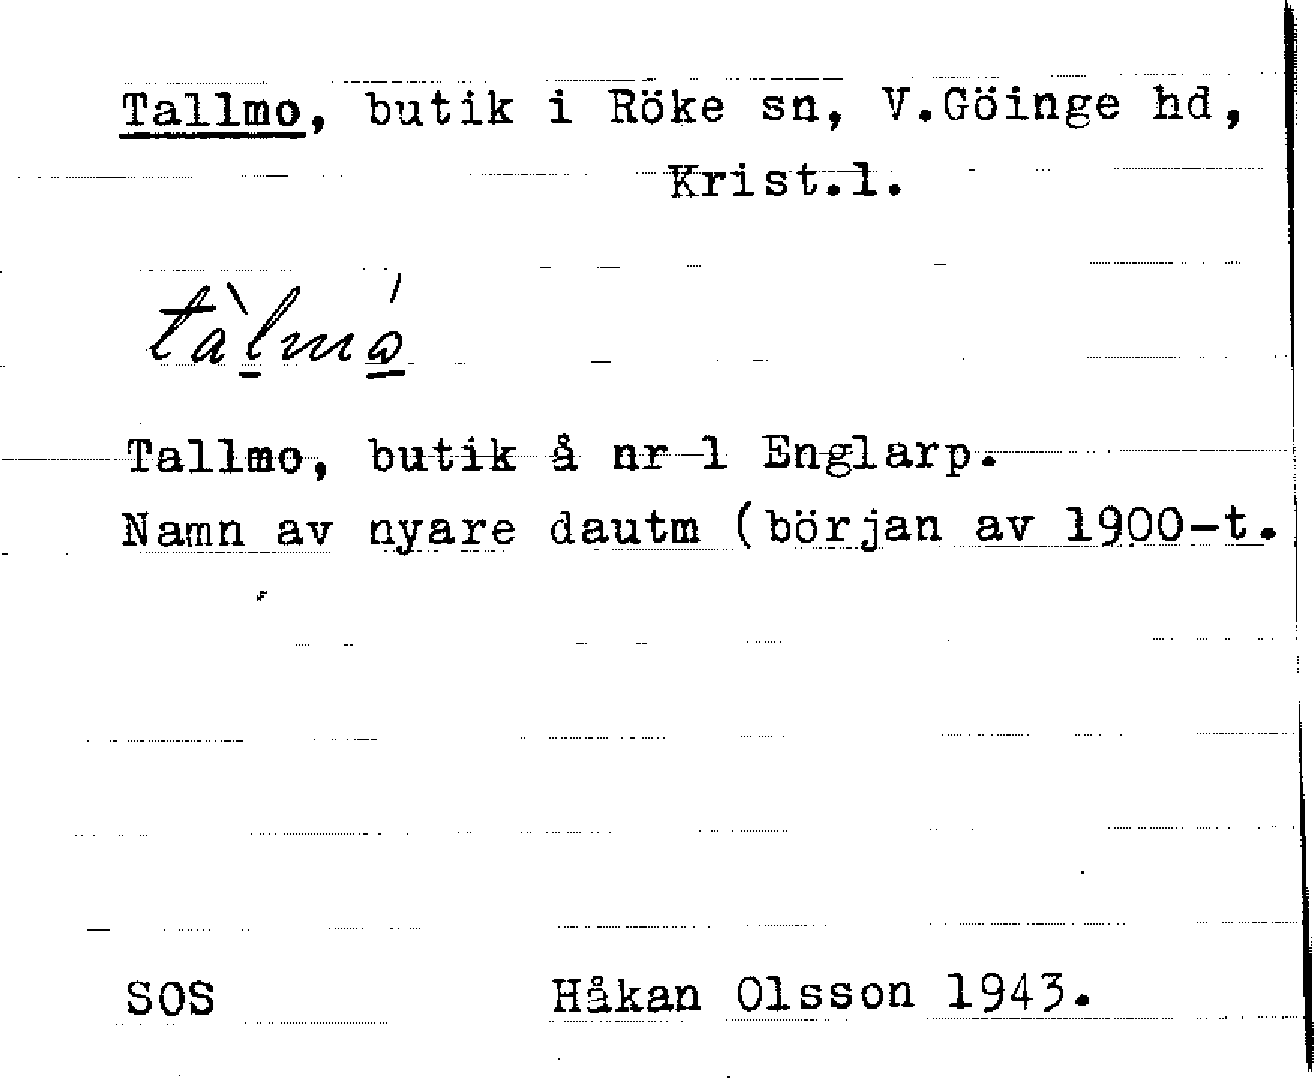 Tallmo, butik i Röke sn, V.Göinge hd,
Krist.l.
Tallmo, butik å nr 1 Englarp.
Namn av nyare dautm (början av 1900-t.
SOS Håkan Olsson 1943.